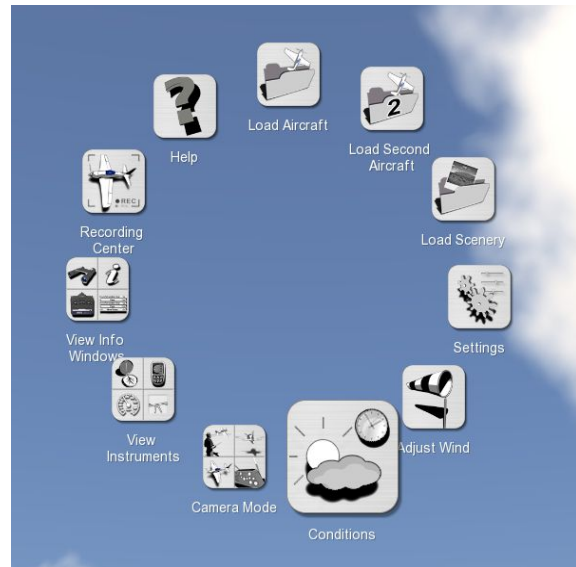 Load Aircraft
2
Load Second
Aircraft
Help
Load Scenery
REC
Recording
Center
Settings
View Info
Windows
Adjust Wind
View
Instruments
Camera Mode
Conditions